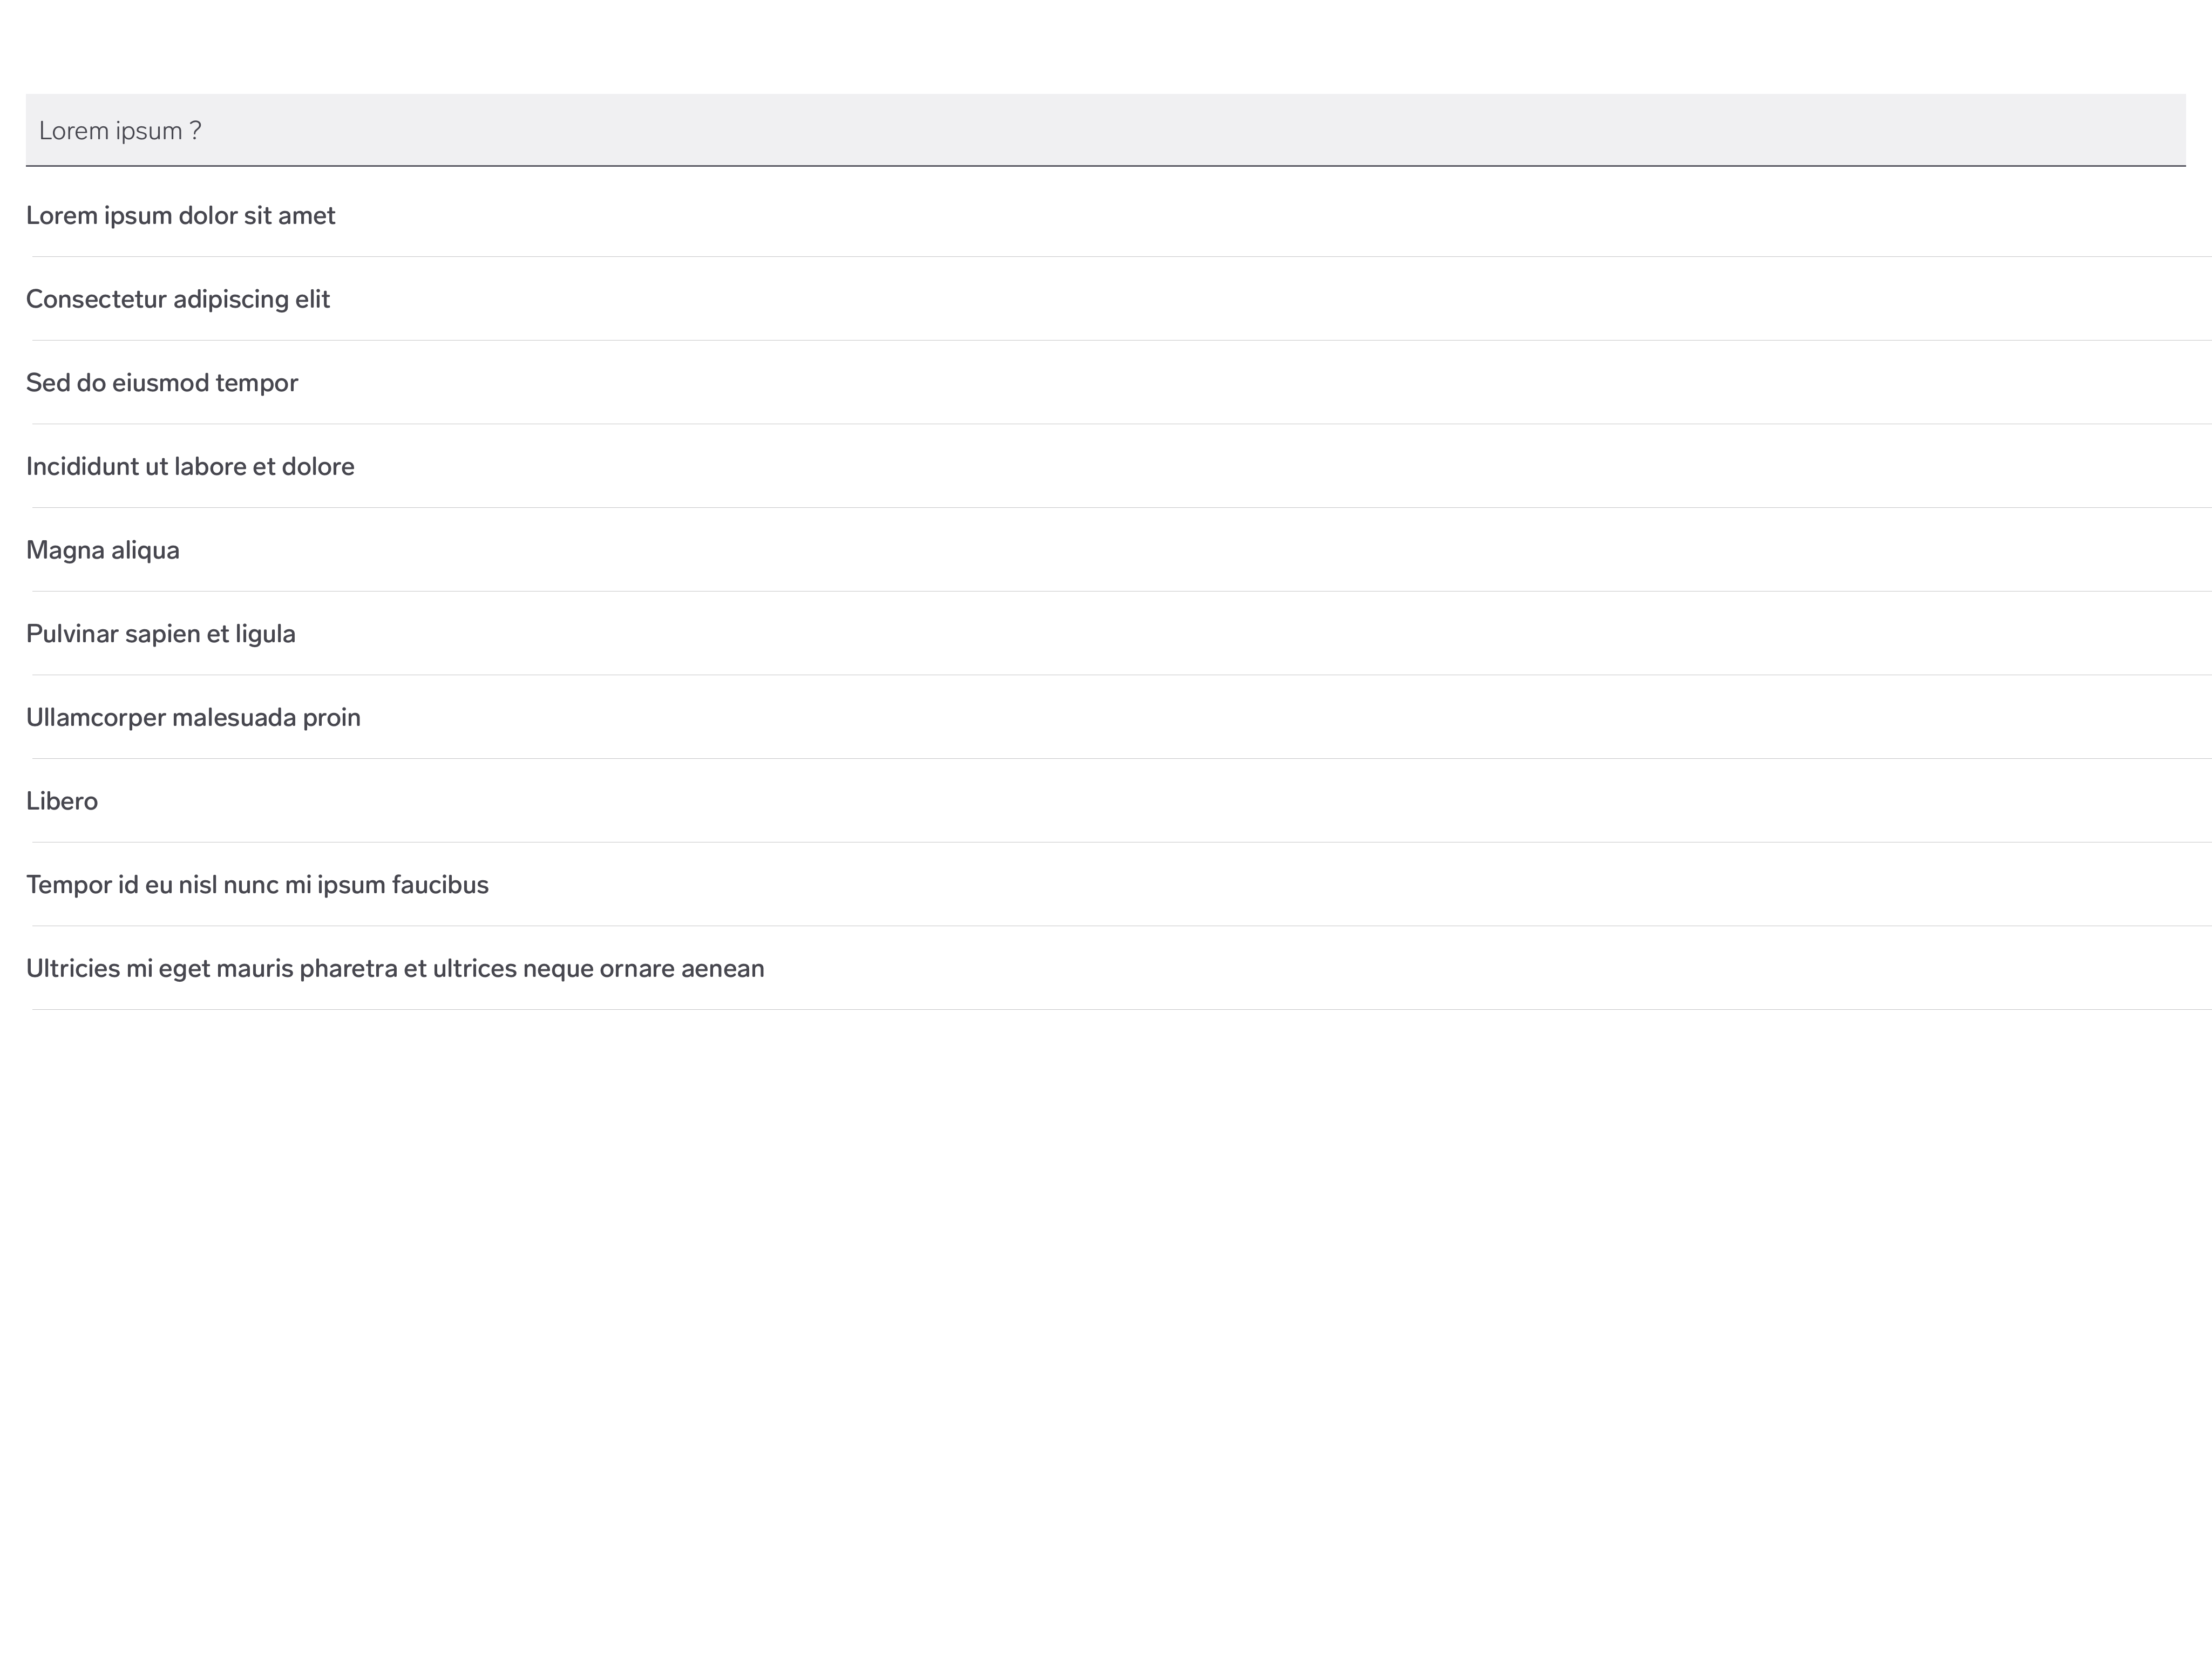 Lorem ipsum ?
Lorem ipsum dolor sit amet
Consectetur adipiscing elit
Sed do eiusmod tempor
Incididunt ut labore et dolore
Magna aliqua
Pulvinar sapien et ligula
Ullamcorper malesuada proin
Libero
Tempor id eu nisl nunc mi ipsum faucibus
Ultricies mi eget mauris pharetra et ultrices neque ornare aenean